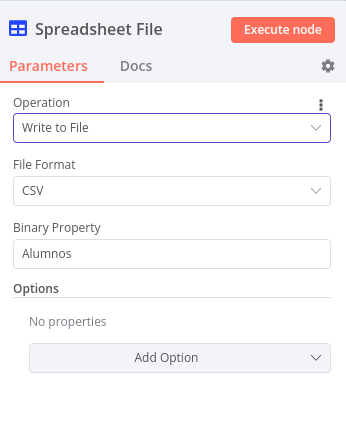 Spreadsheet File
Execute node
Parameters
Docs
Operation
Write to File
File Format
CSV
Binary Property
Alumnos
Options
No properties
Add Option